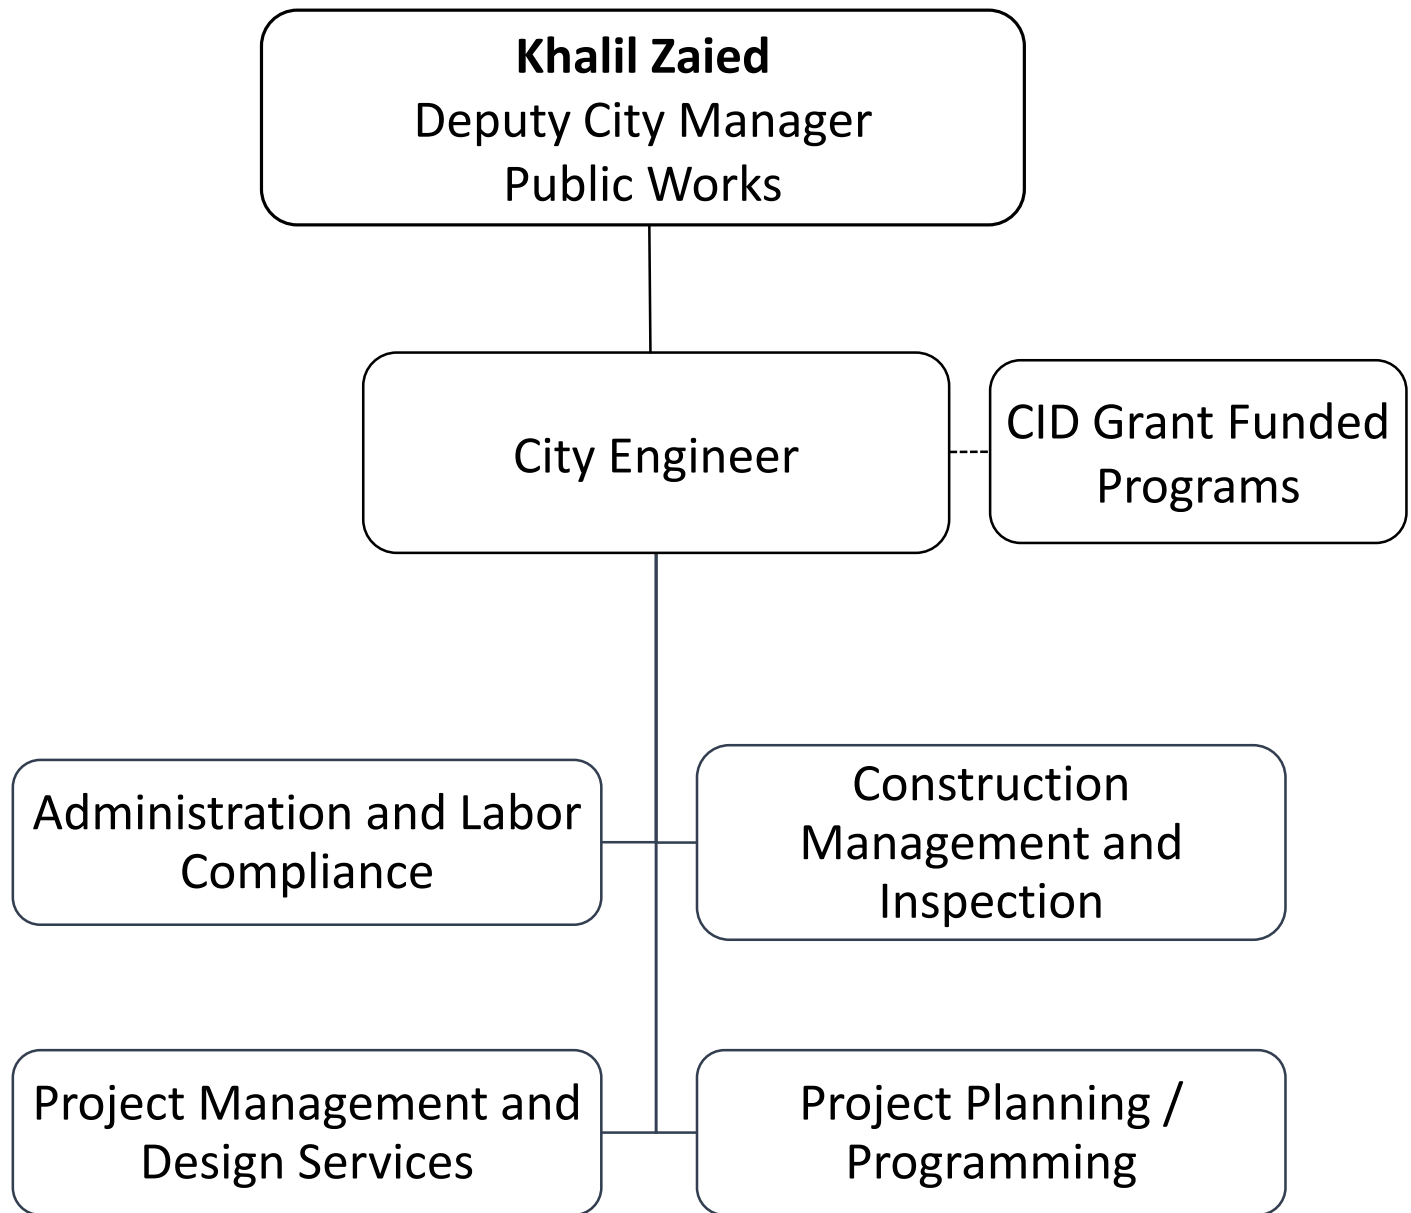 Khalil Zaied
Deputy City Manager
Public Works
City Engineer
CID Grant Funded
Programs
Administration and Labor
Compliance
Construction
Management and
Inspection
Project Management and
Design Services
Project Planning /
Programming